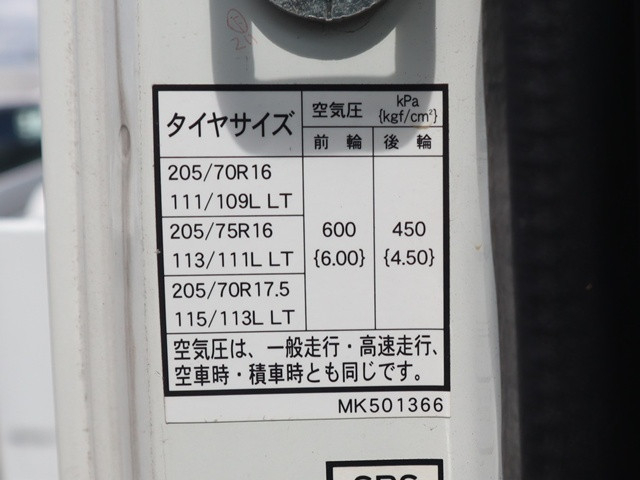 タイヤサイズ
空気圧 kPa
{kgf/cm²}
前輪 後輪
205/70R16
111/109L LT
205/75R16
113/111L LT
600 450
{6.00} {4.50}
205/70R17.5
115/113L LT
空気圧は、一般走行・高速走行、
空車時・積車時とも同じです。
MK501366